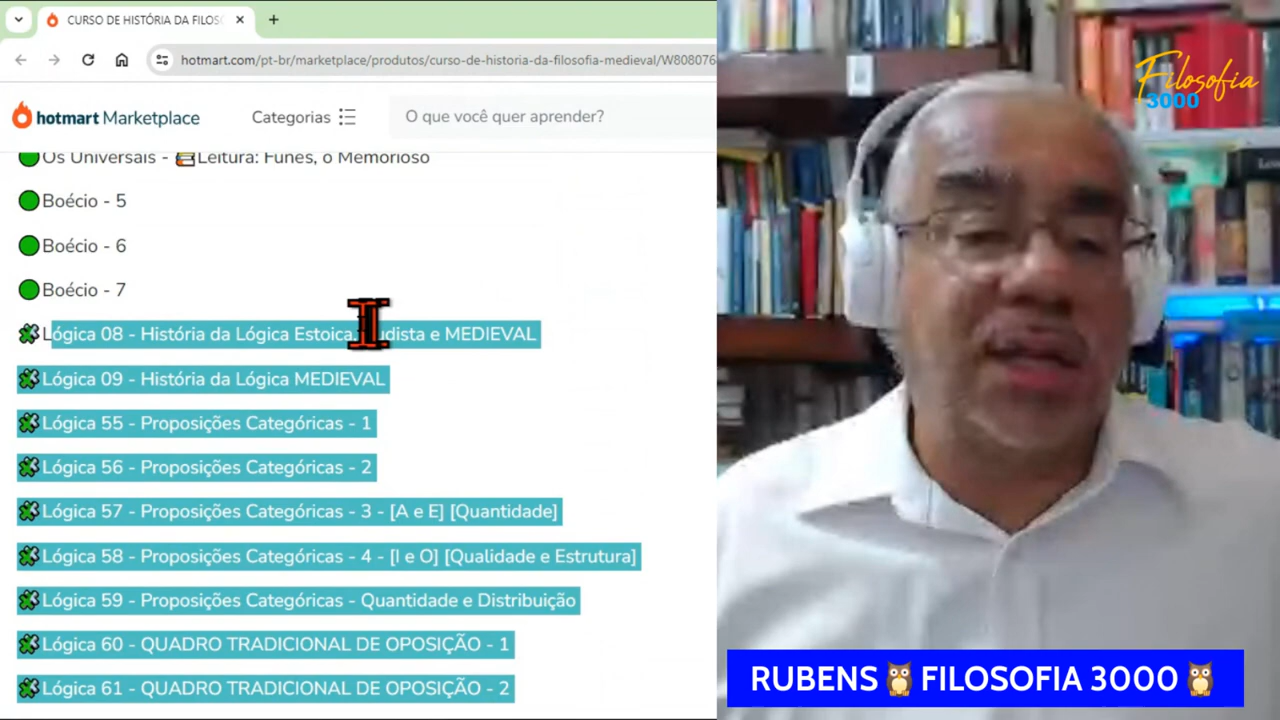 CURSO DE HISTÓRIA DA FILOS
hotmart.com/pt-br/marketplace/produtos/curso-de-historia-da-filosofia-medieval/W808076
hotmart Marketplace
Categorias
O que você quer aprender?
Os Universais - 📚Leitura: Funes, o Memorioso
Boécio - 5
Boécio - 6
Boécio - 7
Lógica 08 - História da Lógica Estoica, e MEDIEVAL
Lógica 09 - História da Lógica MEDIEVAL
Lógica 55 - Proposições Categóricas - 1
Lógica 56 - Proposições Categóricas - 2
Lógica 57 - Proposições Categóricas - 3 - [A e E] [Quantidade]
Lógica 58 - Proposições Categóricas - 4 - [I e O] [Qualidade e Estrutura]
Lógica 59 - Proposições Categóricas - Quantidade e Distribuição
Lógica 60 - QUADRO TRADICIONAL DE OPOSIÇÃO - 1
Lógica 61 - QUADRO TRADICIONAL DE OPOSIÇÃO - 2
Filosofia
3000
RUBENS🦉FILOSOFIA 3000🦉